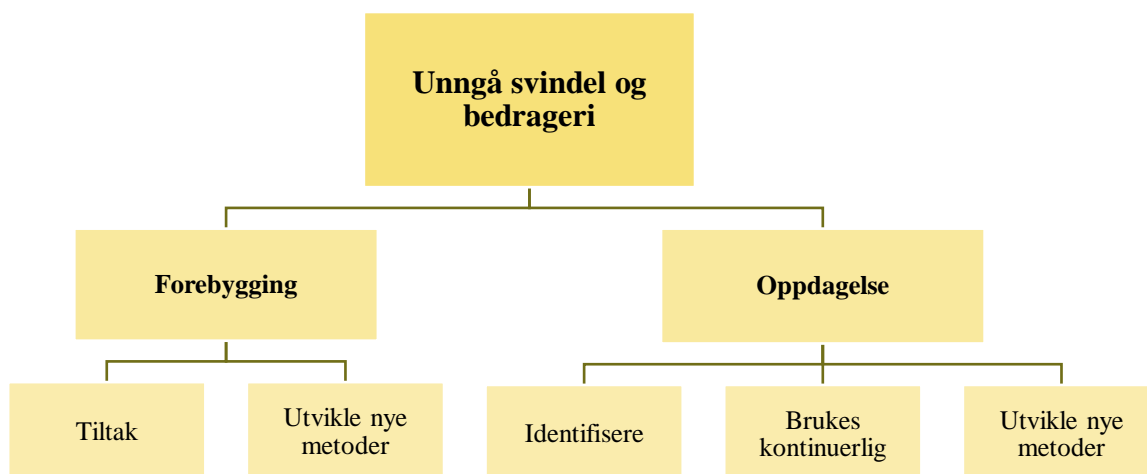 Unngå svindel og
bedrageri
Forebygging
Oppdagelse
Tiltak
Utvikle nye
metoder
Identifisere
Brukes
kontinuerlig
Utvikle nye
metoder